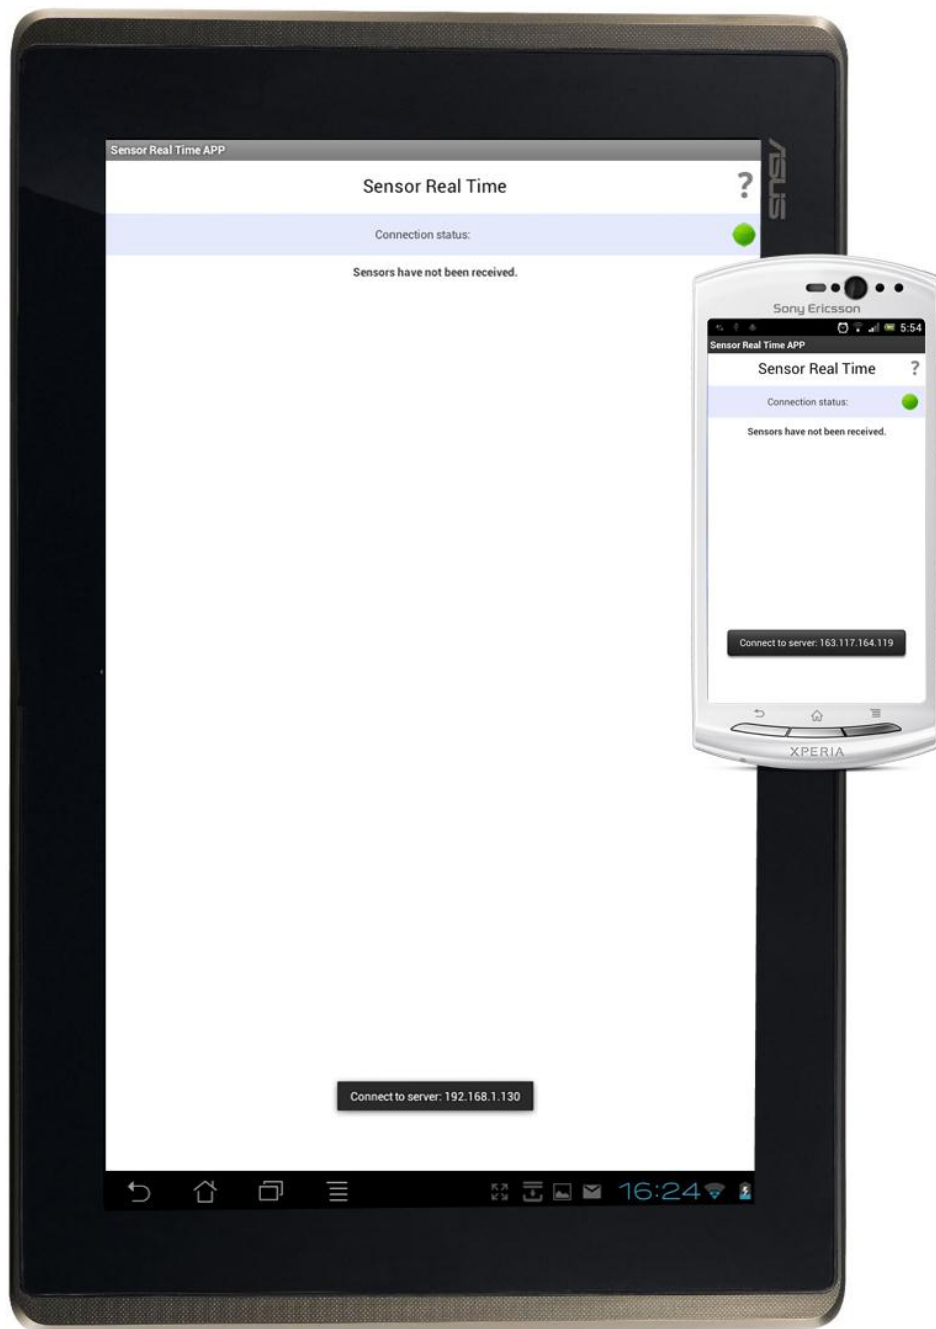 Sensor Real Time APP
Sensor Real Time ?
ASUS
Connection status:
Sensors have not been received.
Connect to server: 192.168.1.130
16:24
Sony Ericsson
5:54
Sensor Real Time APP
Sensor Real Time ?
Connection status:
Sensors have not been received.
Connect to server: 163.117.164.119
XPERIA